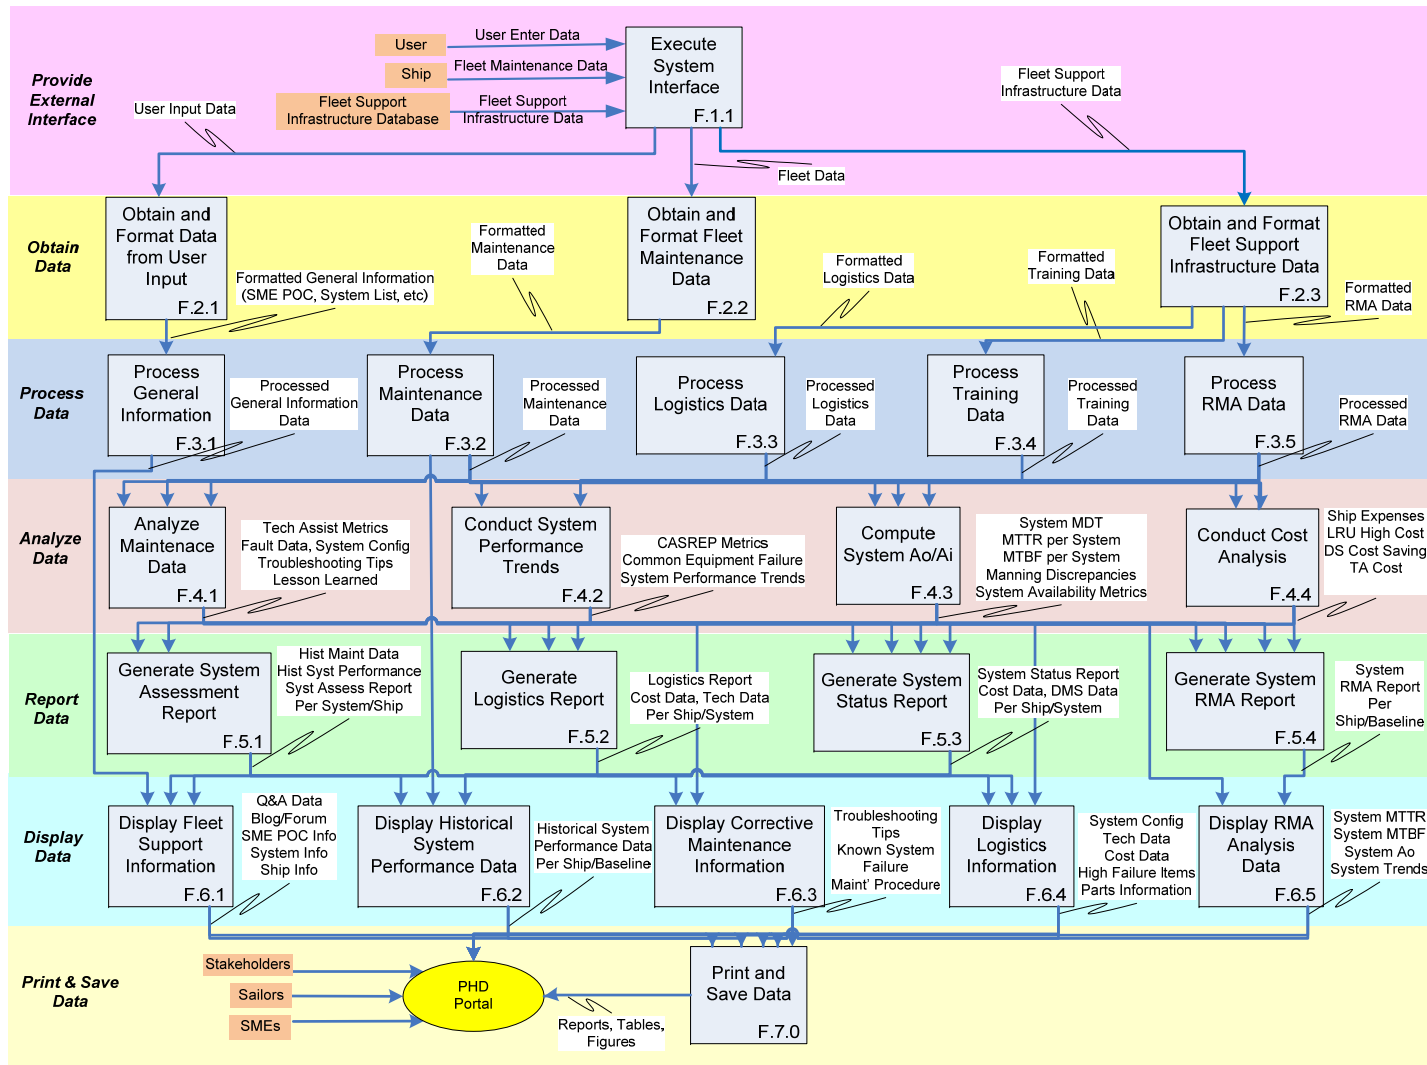 Provide
External
Interface
User
Ship
Fleet Support
Infrastructure Database
User Enter Data
Fleet Maintenance Data
Fleet Support
Infrastructure Data
Execute
System
Interface
F.1.1
User Input Data
Fleet Data
Fleet Support
Infrastructure Data
Obtain
Data
Obtain and
Format Data
from User
Input
F.2.1
Formatted General Information
(SME POC, System List, etc)
Formatted
Maintenance
Data
Obtain and
Format Fleet
Maintenance
Data
F.2.2
Formatted
Logistics Data
Formatted
Training Data
Obtain and Format
Fleet Support
Infrastructure Data
F.2.3
Formatted
RMA Data
Process
Data
Process
General
Information
F.3.1
Processed
General Information
Data
Process
Maintenance
Data
F.3.2
Processed
Maintenance
Data
Process
Logistics Data
F.3.3
Processed
Logistics
Data
Process
Training
Data
F.3.4
Processed
Training
Data
Process
RMA Data
F.3.5
Processed
RMA Data
Analyze
Data
Analyze
Maintenace
Data
F.4.1
Tech Assist Metrics
Fault Data, System Config
Troubleshooting Tips
Lesson Learned
Conduct System
Performance
Trends
F.4.2
CASREP Metrics
Common Equipment Failure
System Performance Trends
Compute
System Ao/Ai
F.4.3
System MDT
MTTR per System
MTBF per System
Manning Discrepancies
System Availability Metrics
Conduct Cost
Analysis
F.4.4
Ship Expenses
LRU High Cost
DS Cost Saving
TA Cost
Report
Data
Generate System
Assessment
Report
F.5.1
Hist Maint Data
Hist Syst Performance
Syst Assess Report
Per System/Ship
Generate
Logistics Report
F.5.2
Logistics Report
Cost Data, Tech Data
Per Ship/System
Generate System
Status Report
F.5.3
System Status Report
Cost Data, DMS Data
Per Ship/System
Generate System
RMA Report
F.5.4
System
RMA Report
Per
Ship/Baseline
Display
Data
Display Fleet
Support
Information
F.6.1
Q&A Data
Blog/Forum
SME POC Info
System Info
Ship Info
Display Historical
System
Performance Data
F.6.2
Historical System
Performance Data
Per Ship/Baseline
Display Corrective
Maintenance
Information
F.6.3
Troubleshooting
Tips
Known System
Failure
Maint' Procedure
Display
Logistics
Information
F.6.4
System Config
Tech Data
Cost Data
High Failure Items
Parts Information
Display RMA
Analysis
Data
F.6.5
System MTTR
System MTBF
System Ao
System Trends
Print & Save
Data
Stakeholders
Sailors
SMEs
PHD
Portal
Reports, Tables,
Figures
Print and
Save Data
F.7.0